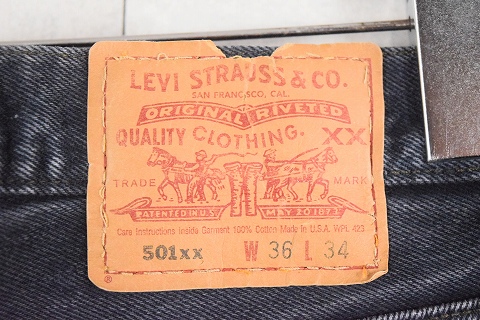 LEVI STRAUSS & CO.
SAN FRANCISCO, CAL.
ORIGINAL RIVETED
QUALITY CLOTHING. XX
TRADE MARK
PATENTED IN U.S. MAY 20 1873
Care Instructions Inside Garment 100% Cotton Made in U.S.A. WPL 423
501xx W 36 L 34
®